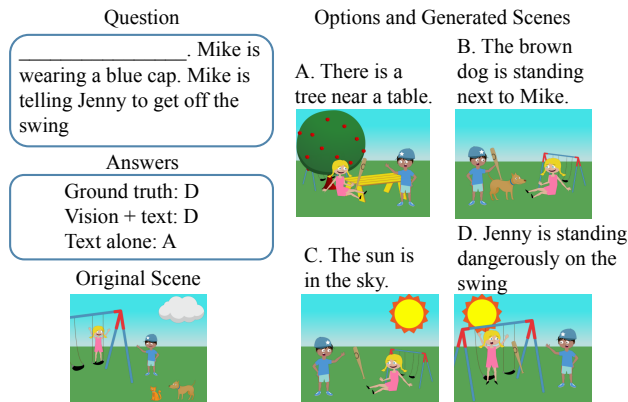 Question
________________. Mike is
wearing a blue cap. Mike is
telling Jenny to get off the
swing
Answers
Ground truth: D
Vision + text: D
Text alone: A
Original Scene
Options and Generated Scenes
A. There is a
tree near a table.
B. The brown
dog is standing
next to Mike.
C. The sun is
in the sky.
D. Jenny is standing
dangerously on the
swing